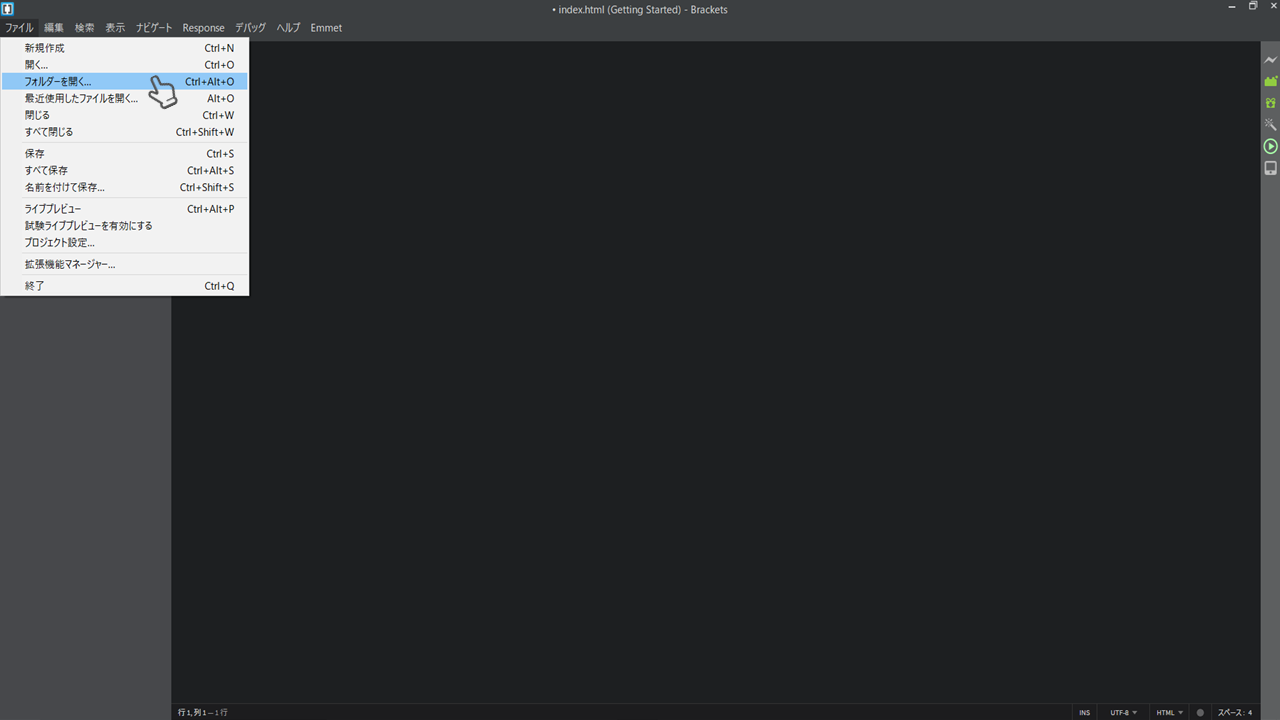 • index.html (Getting Started) - Brackets
ファイル 編集 検索 表示 ナビゲート Response デバッグ ヘルプ Emmet
新規作成 Ctrl+N
開く... Ctrl+O
フォルダーを開く... Ctrl+Alt+O
最近使用したファイルを開く... Alt+O
閉じる Ctrl+W
すべて閉じる Ctrl+Shift+W
保存 Ctrl+S
すべて保存 Ctrl+Alt+S
名前を付けて保存... Ctrl+Shift+S
ライブプレビュー Ctrl+Alt+P
試験ライブプレビューを有効にする
プロジェクト設定...
拡張機能マネージャー...
終了 Ctrl+Q
行 1, 列 1 — 1 行 INS UTF-8 HTML スペース: 4